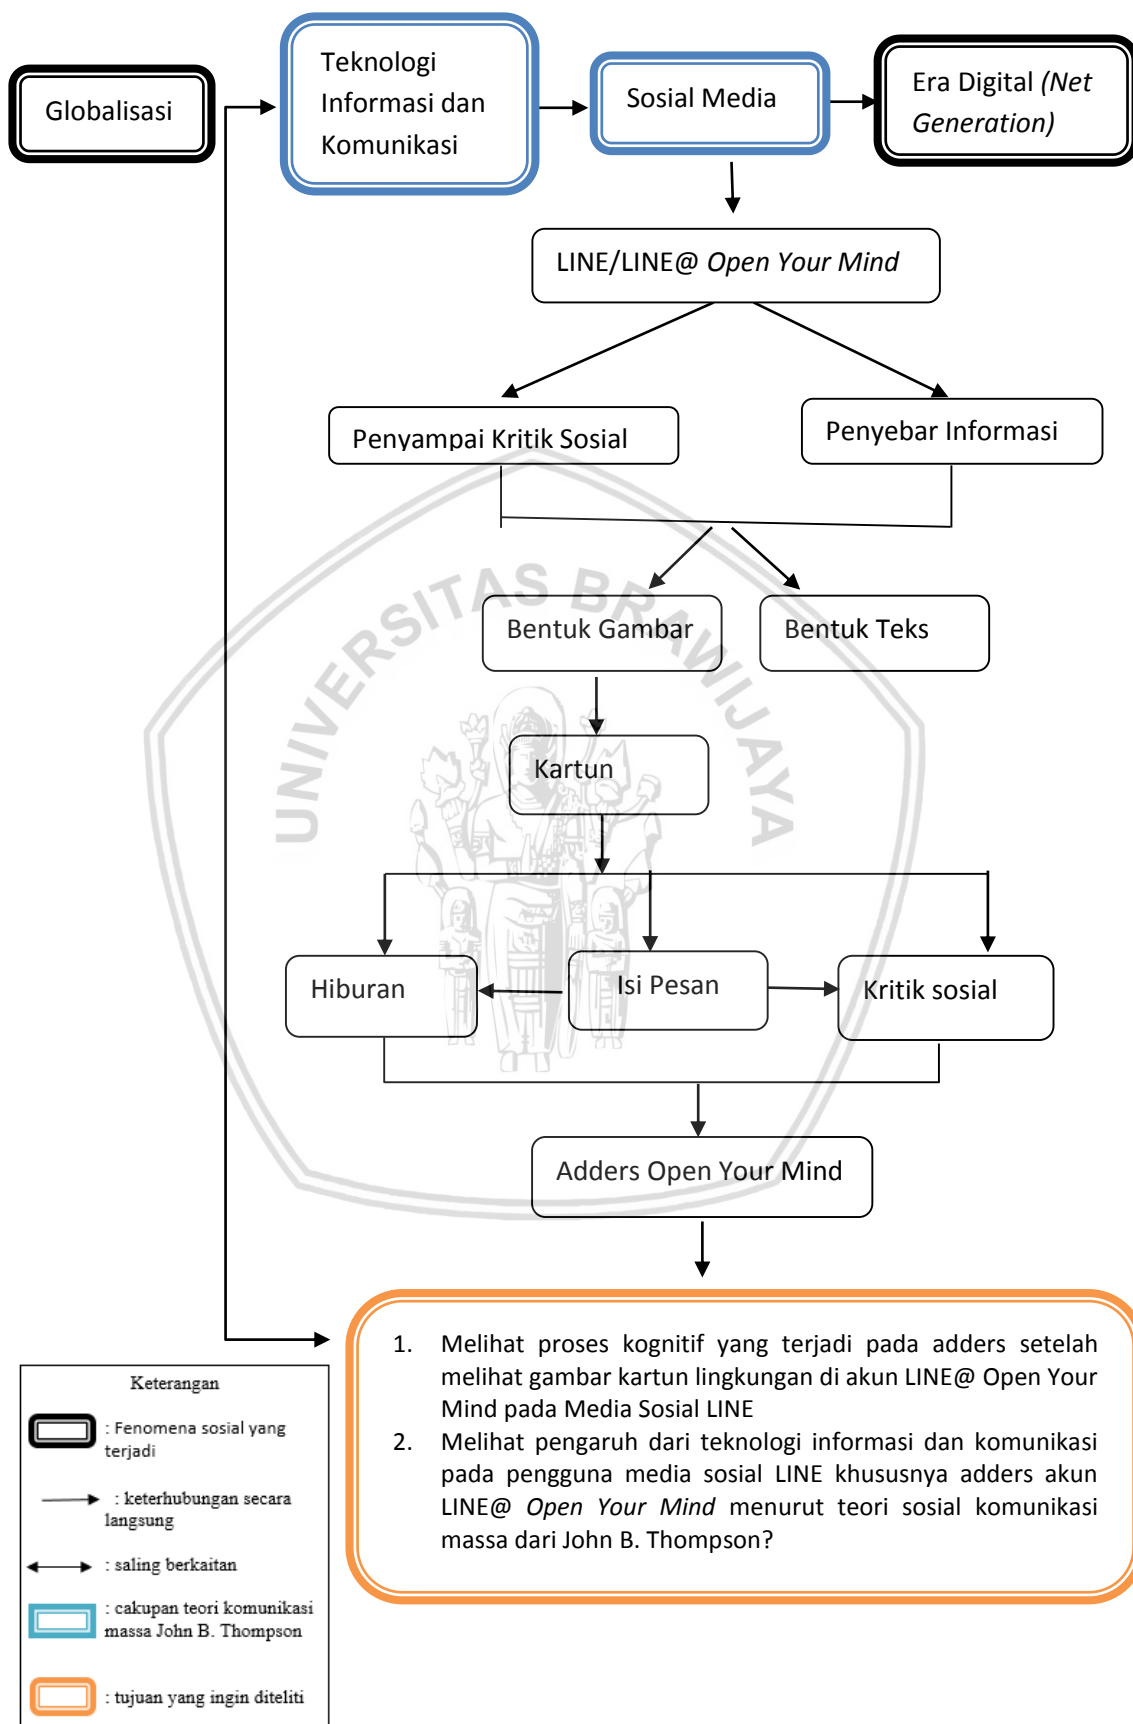 Globalisasi
Teknologi
Informasi dan
Komunikasi
Sosial Media
Era Digital (Net
Generation)
LINE/LINE@ Open Your Mind
Penyampai Kritik Sosial
Penyebar Informasi
UNIVERSITAS BRAWIJAYA
Bentuk Gambar
Bentuk Teks
Kartun
Hiburan
Isi Pesan
Kritik sosial
Adders Open Your Mind
1. Melihat proses kognitif yang terjadi pada adders setelah
melihat gambar kartun lingkungan di akun LINE@ Open Your
Mind pada Media Sosial LINE
2. Melihat pengaruh dari teknologi informasi dan komunikasi
pada pengguna media sosial LINE khususnya adders akun
LINE@ Open Your Mind menurut teori sosial komunikasi
massa dari John B. Thompson?
Keterangan
: Fenomena sosial yang
terjadi
: keterhubungan secara
langsung
: saling berkaitan
: cakupan teori komunikasi
massa John B. Thompson
: tujuan yang ingin diteliti